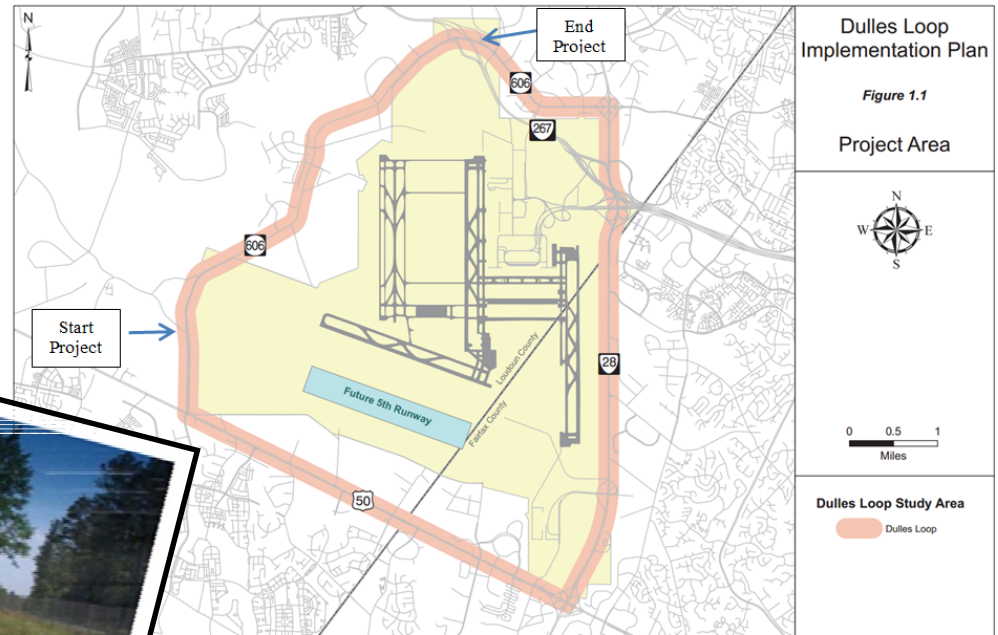 N
End
Project
606
267
606
Start
Project
28
Loudoun County
Fairfax County
Future 5th Runway
50
Dulles Loop
Implementation Plan
Figure 1.1
Project Area
N
W
E
S
0 0.5 1
Miles
Dulles Loop Study Area
Dulles Loop